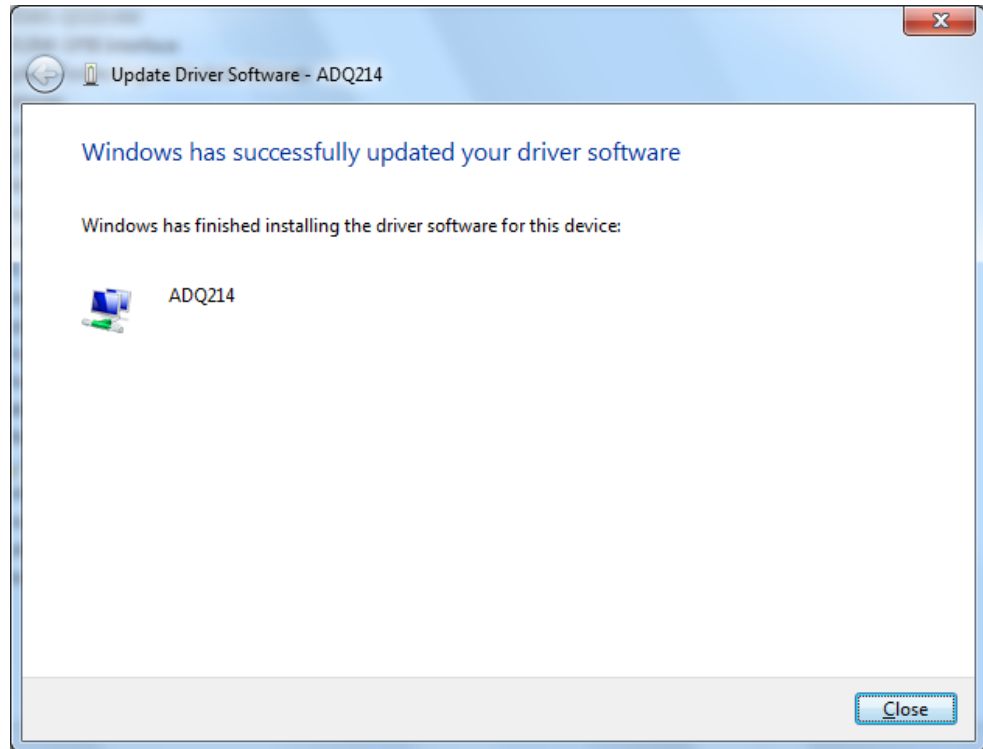 Update Driver Software - ADQ214
Windows has successfully updated your driver software
Windows has finished installing the driver software for this device:
ADQ214
Close